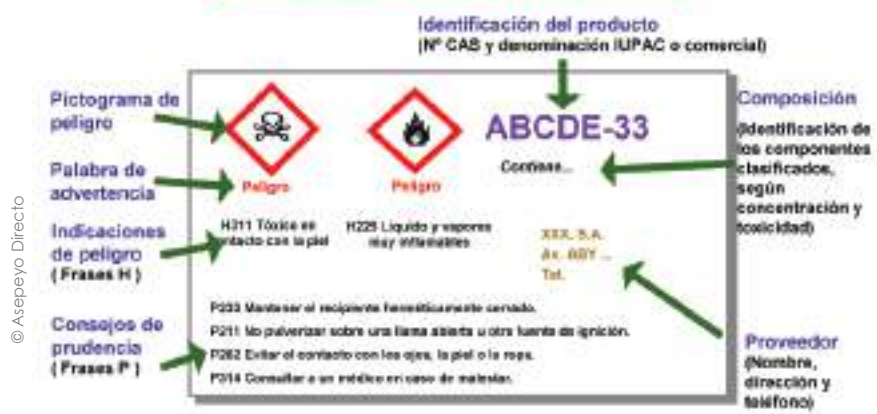 Identificación del producto
(Nº CAS y denominación IUPAC o comercial)
Pictograma de
peligro
Palabra de
advertencia
Indicaciones
de peligro
(Frases H)
Consejos de
prudencia
(Frases P)
Peligro
Peligro
ABCDE-33
Contiene...
H311 Tóxico en
contacto con la piel
H225 Líquido y vapores
muy inflamables
XXX, S.A.
Av. ABY ...
Tel.
P233 Mantener el recipiente herméticamente cerrado.
P211 No pulverizar sobre una llama abierta u otra fuente de ignición.
P262 Evitar el contacto con los ojos, la piel o la ropa.
P314 Consultar a un médico en caso de malestar.
Composición
(Identificación de
los componentes
clasificados,
según
concentración y
toxicidad)
Proveedor
(Nombre,
dirección y
teléfono)
© Asepeyo Directo